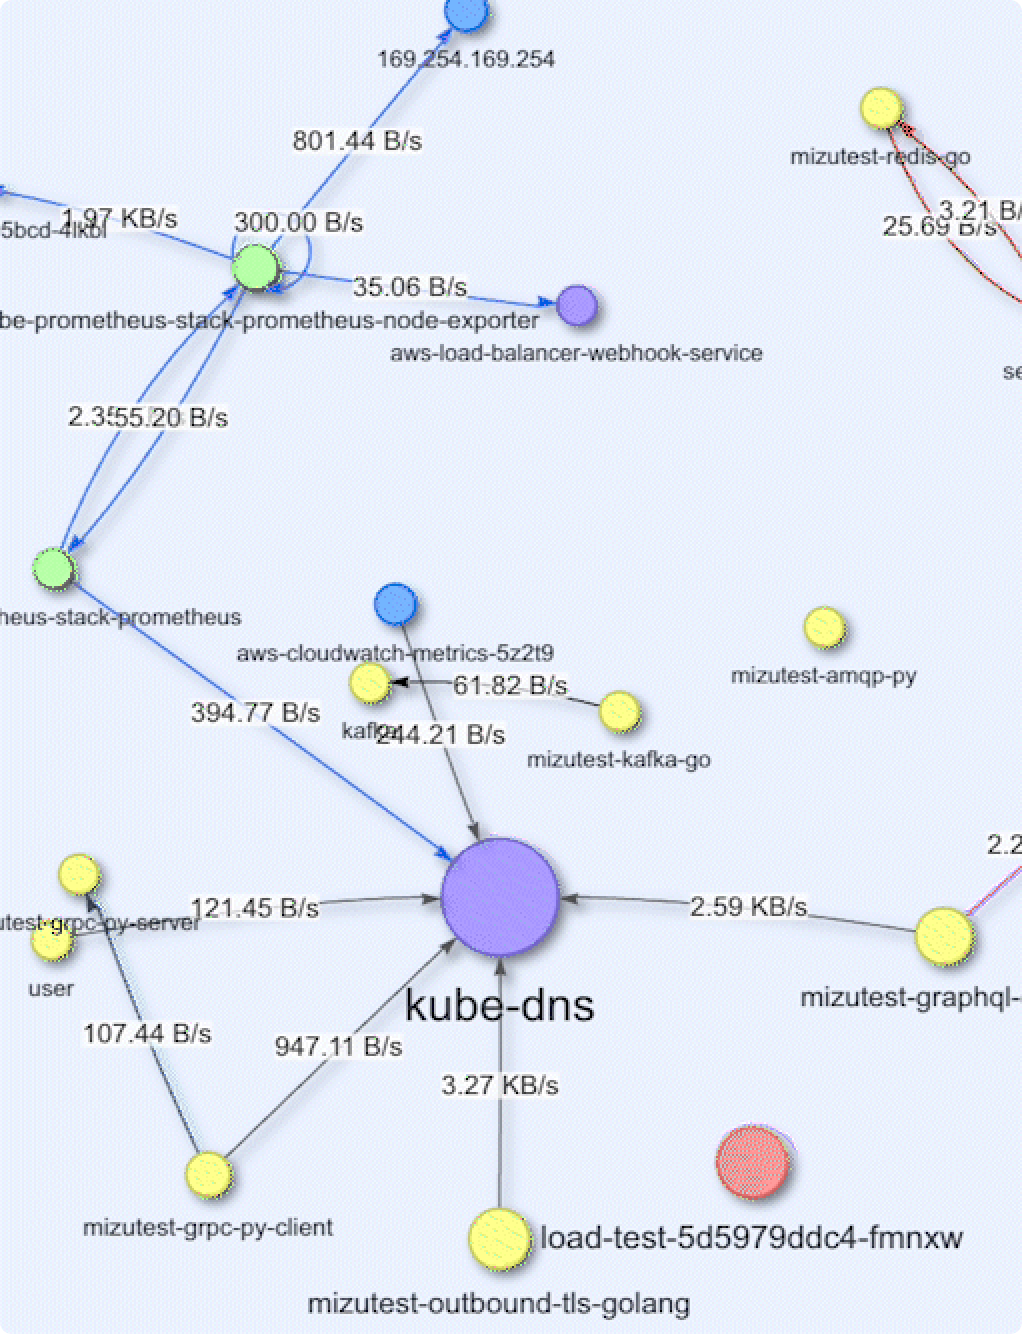 169.254.169.254
801.44 B/s
mizutest-redis-go
3.21 B/
25.69 B/s
1.97 KB/s
5bcd-4lkbl
300.00 B/s
35.06 B/s
be-prometheus-stack-prometheus-node-exporter
aws-load-balancer-webhook-service
se
2.35
55.20 B/s
heus-stack-prometheus
aws-cloudwatch-metrics-5z2t9
mizutest-amqp-py
61.82 B/s
394.77 B/s
kafka
244.21 B/s
mizutest-kafka-go
2.2
121.45 B/s
2.59 KB/s
utest-grpc-py-server
user
mizutest-graphql-
kube-dns
107.44 B/s
947.11 B/s
3.27 KB/s
mizutest-grpc-py-client
load-test-5d5979ddc4-fmnxw
mizutest-outbound-tls-golang